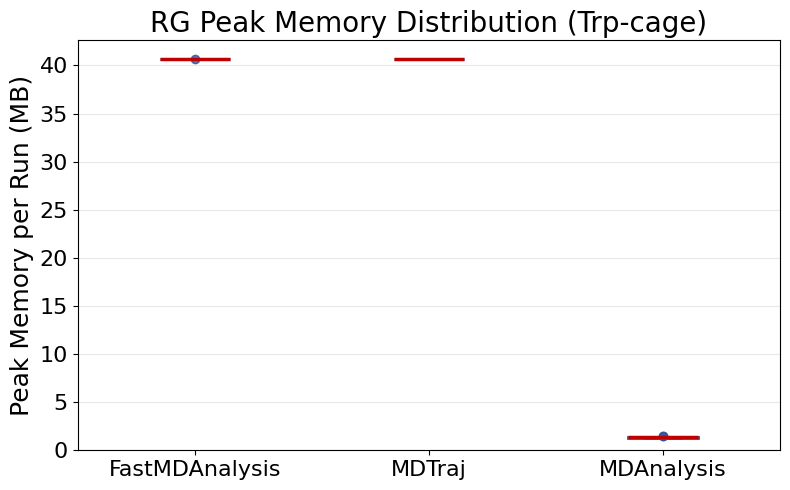 RG Peak Memory Distribution (Trp-cage)
Peak Memory per Run (MB)
40
35
30
25
20
15
10
5
0
FastMDAnalysis
MDTraj
MDAnalysis